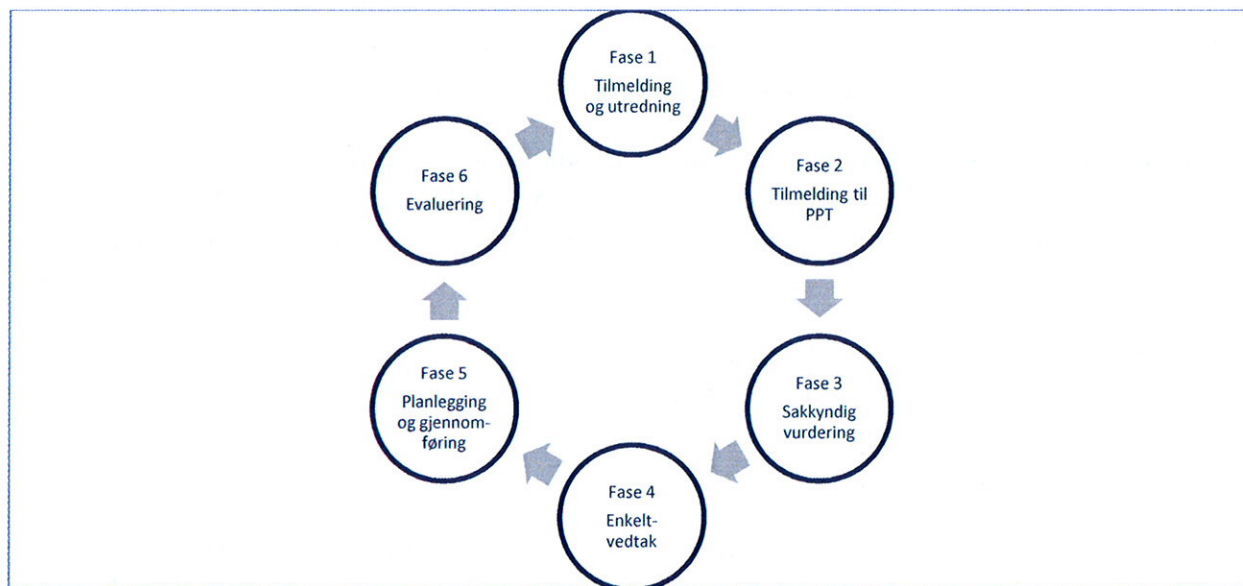 Fase 1
Tilmelding
og utredning
Fase 2
Tilmelding til
PPT
Fase 3
Sakkyndig
vurdering
Fase 4
Enkelt-
vedtak
Fase 5
Planlegging
og gjennom-
føring
Fase 6
Evaluering